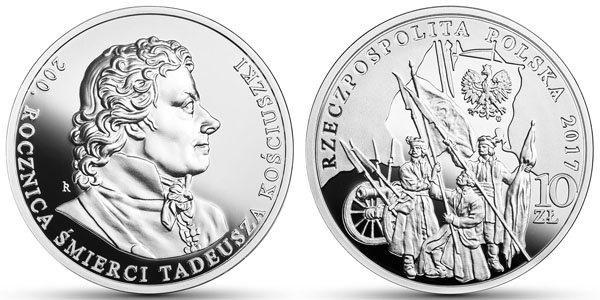 200. ROCZNICA ŚMIERCI TADEUSZA KOŚCIUSZKI
R
RZECZPOSPOLITA POLSKA 2017
10
ZŁ